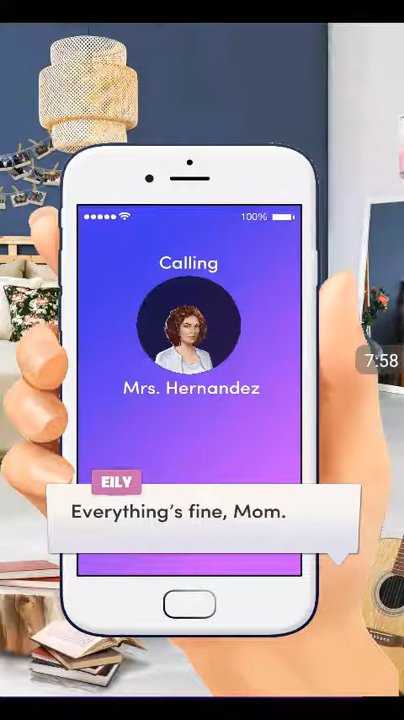 100%
Calling
Mrs. Hernandez
7:58
EILY
Everything's fine, Mom.